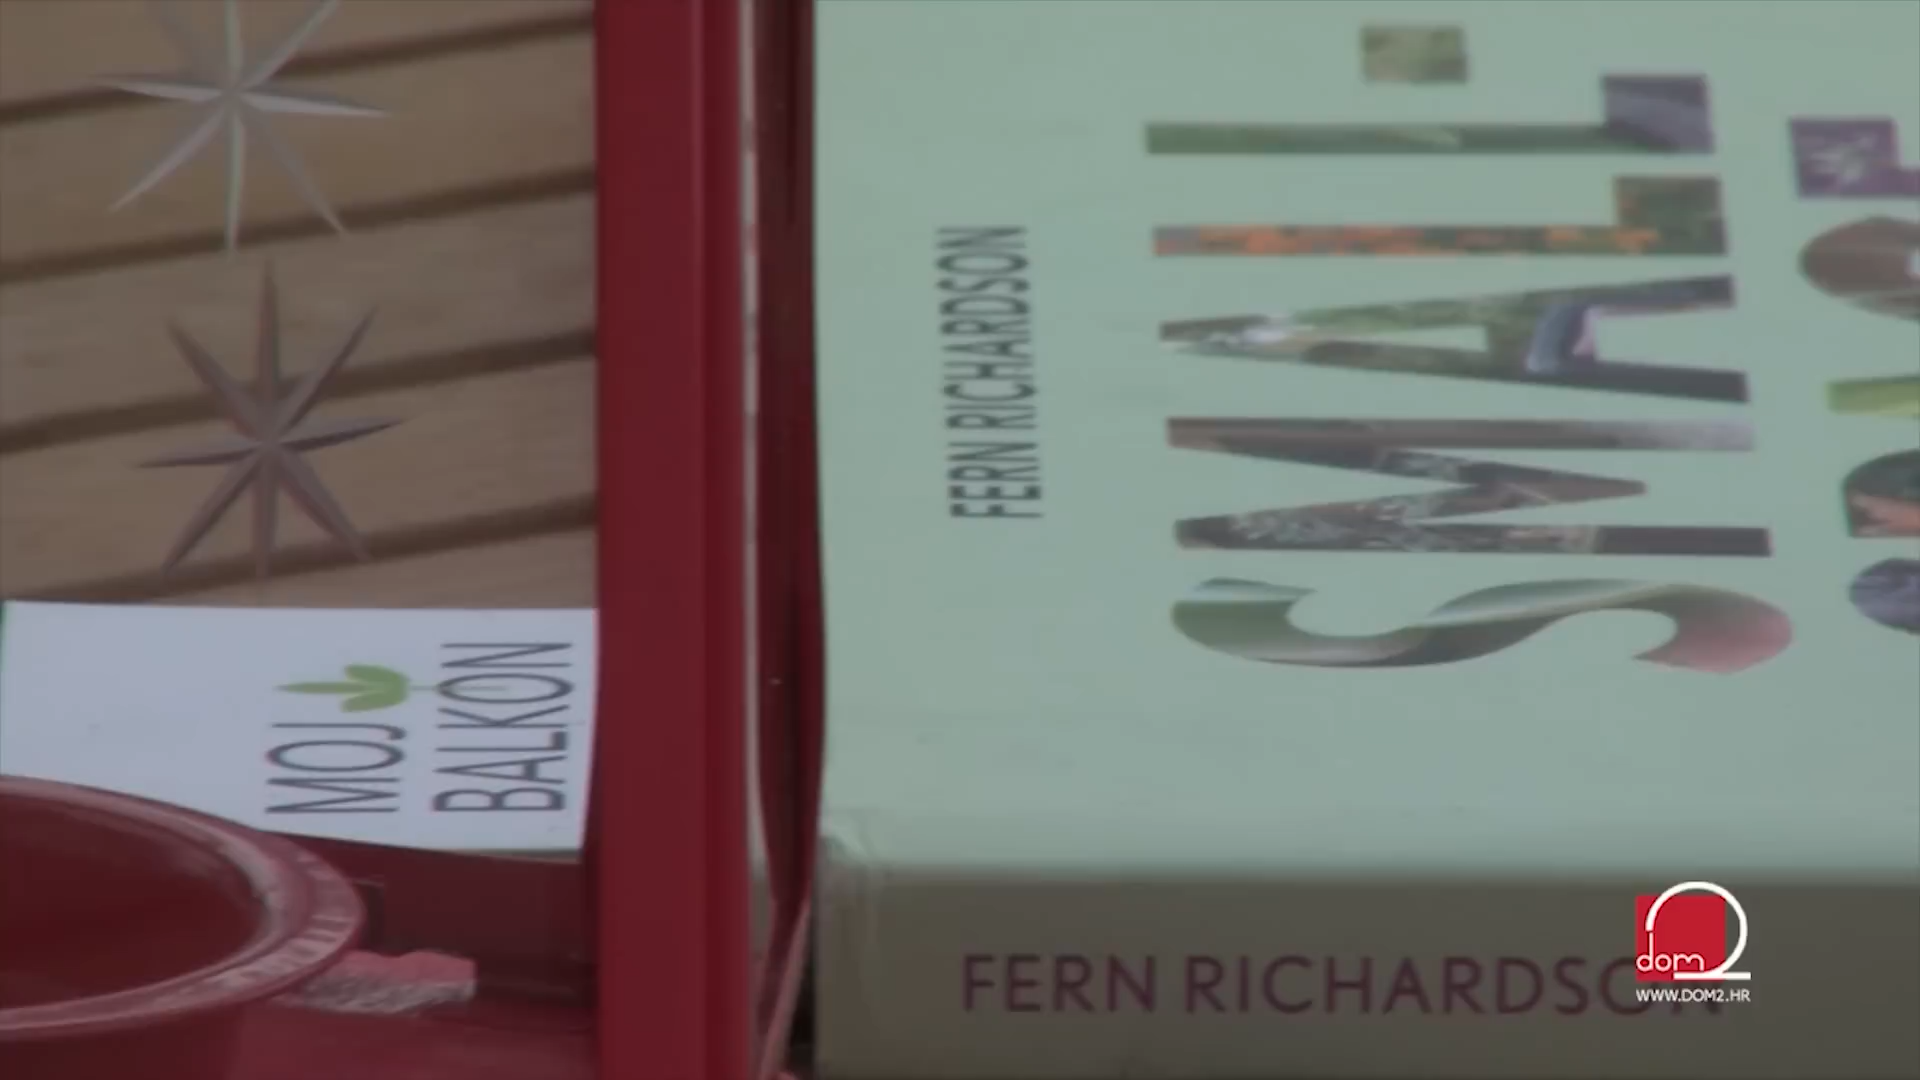 MOJ
BALKON
FERN RICHARDSON
SMALL-
FERN RICHARDSON
dom2
WWW.DOM2.HR